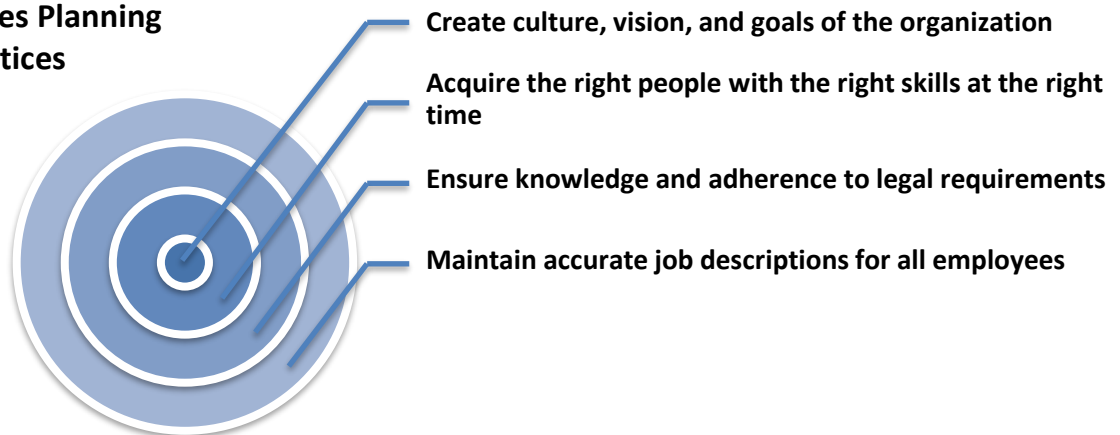 es Planning
tices
Create culture, vision, and goals of the organization
Acquire the right people with the right skills at the right
time
Ensure knowledge and adherence to legal requirements
Maintain accurate job descriptions for all employees